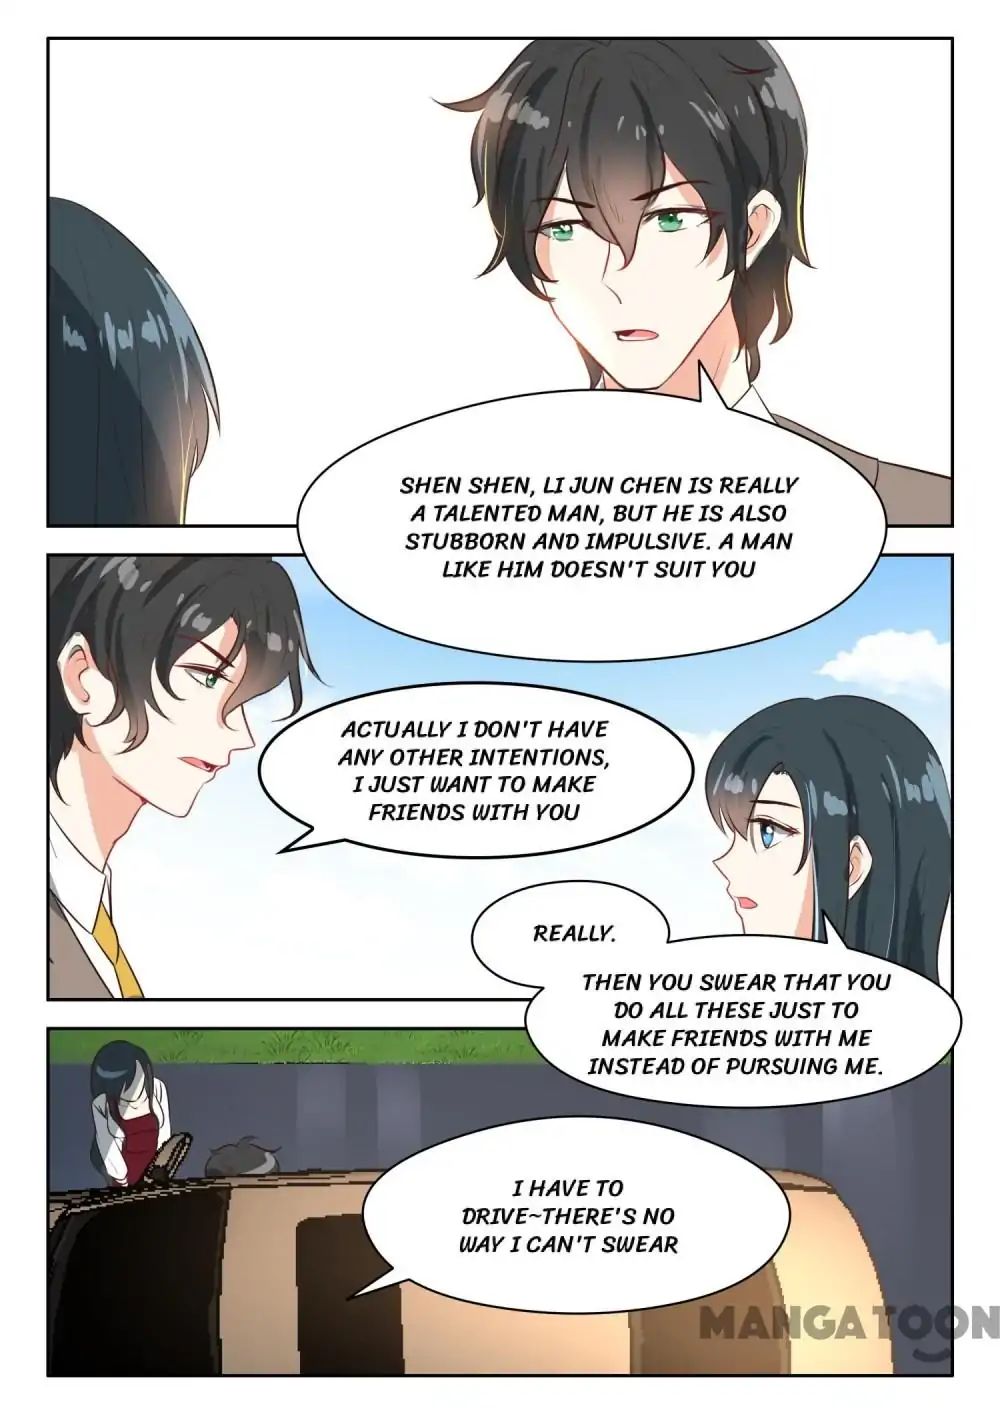 SHEN SHEN, LI JUN CHEN IS REALLY
A TALENTED MAN, BUT HE IS ALSO
STUBBORN AND IMPULSIVE. A MAN
LIKE HIM DOESN'T SUIT YOU
ACTUALLY I DON'T HAVE
ANY OTHER INTENTIONS,
I JUST WANT TO MAKE
FRIENDS WITH YOU
REALLY.
THEN YOU SWEAR THAT YOU
DO ALL THESE JUST TO
MAKE FRIENDS WITH ME
INSTEAD OF PURSUING ME.
I HAVE TO
DRIVE~THERE'S NO
WAY I CAN'T SWEAR
MANGATOON